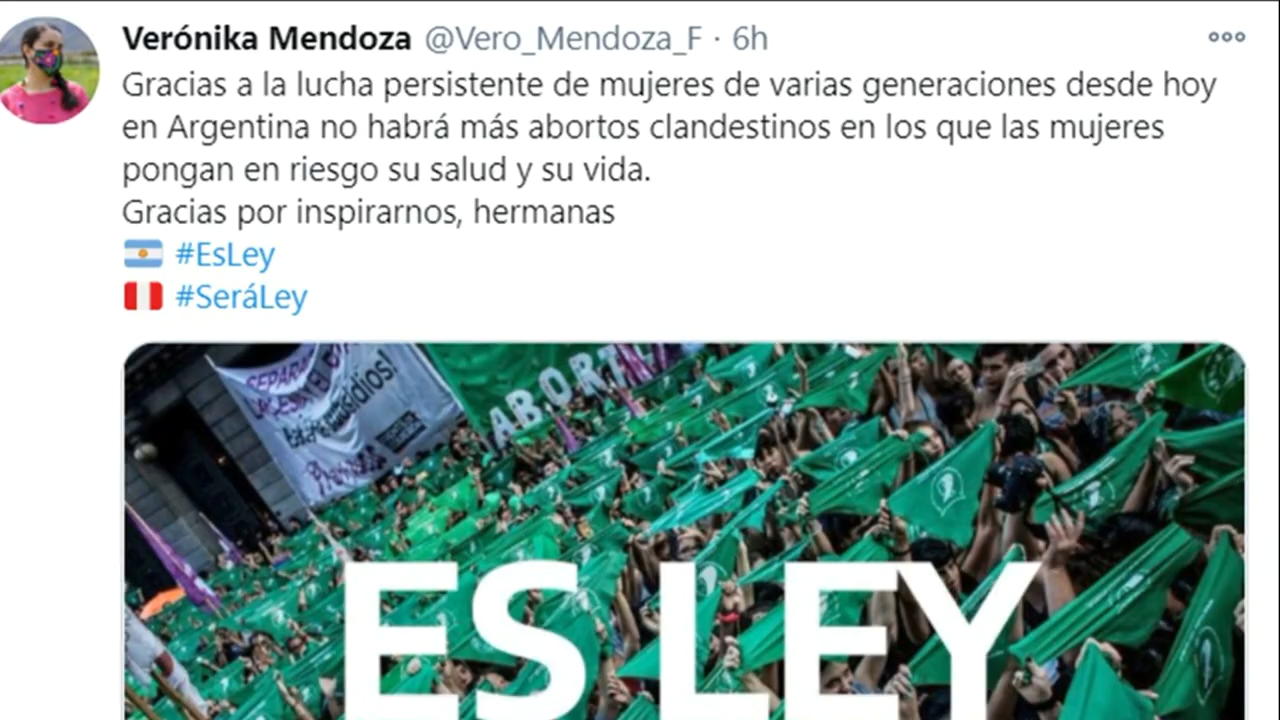 Verónika Mendoza @Vero_Mendoza_F · 6h
Gracias a la lucha persistente de mujeres de varias generaciones desde hoy
en Argentina no habrá más abortos clandestinos en los que las mujeres
pongan en riesgo su salud y su vida.
Gracias por inspirarnos, hermanas
#EsLey
#SeráLey
ABORT
ES LEY